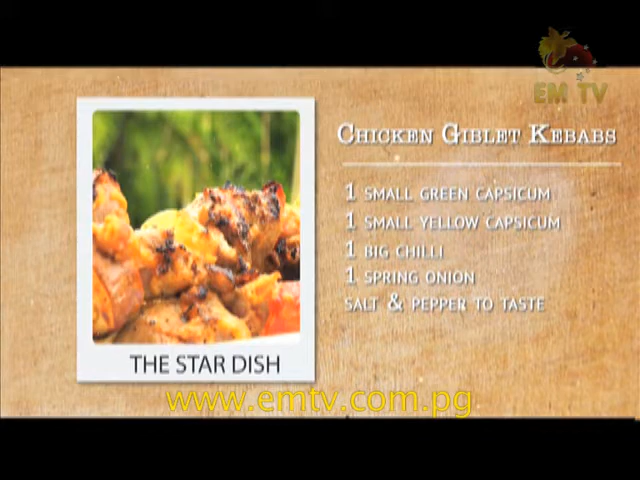 EM TV
CHICKEN GIBLET KEBABS
1 SMALL GREEN CAPSICUM
1 SMALL YELLOW CAPSICUM
1 BIG CHILLI
1 SPRING ONION
SALT & PEPPER TO TASTE
THE STAR DISH
www.emtv.com.pg